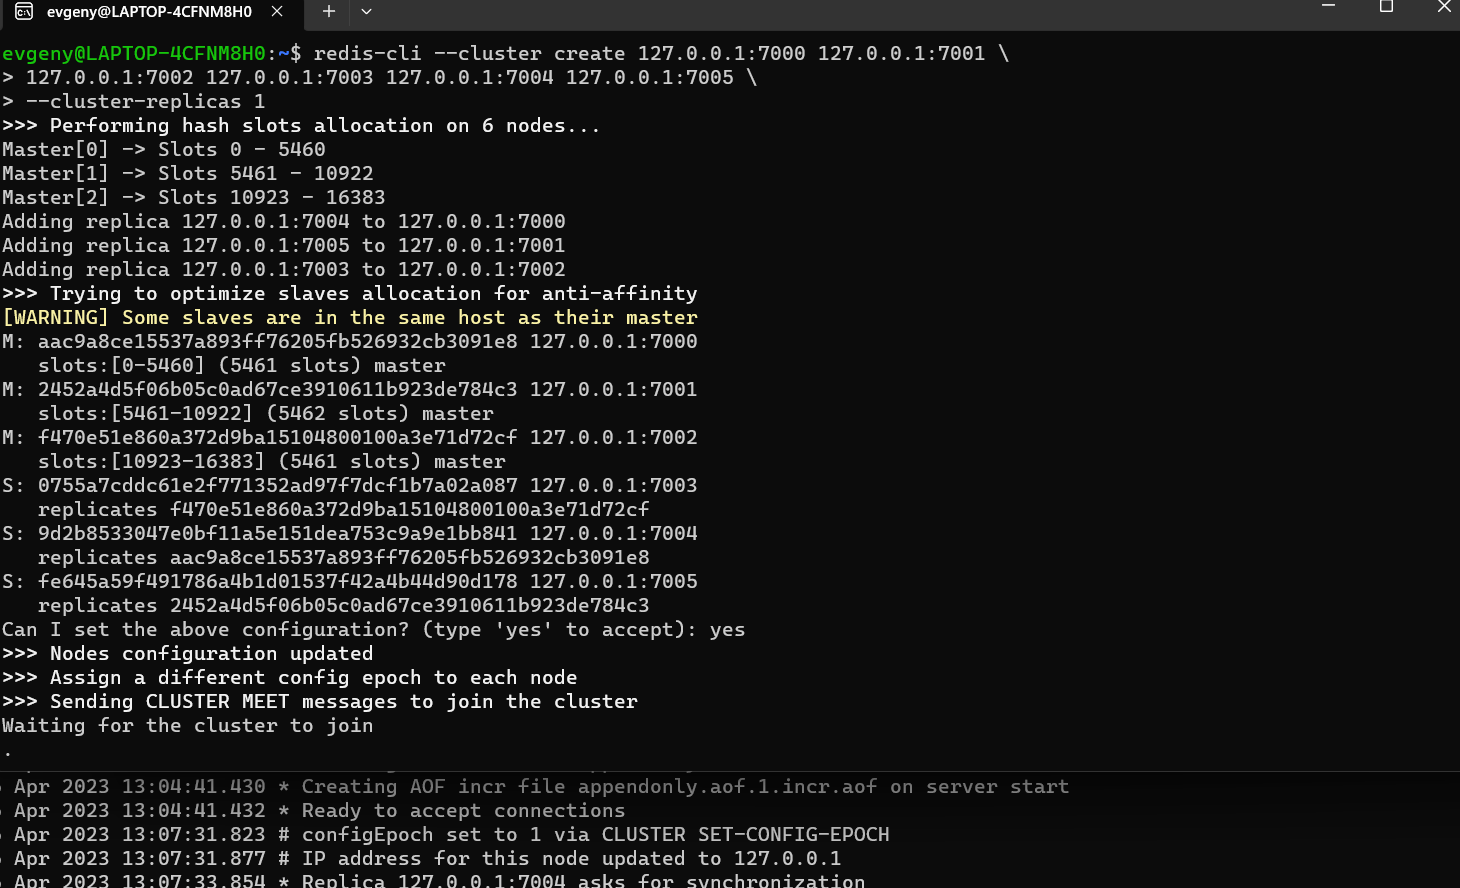 evgeny@LAPTOP-4CFNM8H0
evgeny@LAPTOP-4CFNM8H0:~$ redis-cli --cluster create 127.0.0.1:7000 127.0.0.1:7001 \
> 127.0.0.1:7002 127.0.0.1:7003 127.0.0.1:7004 127.0.0.1:7005 \
> --cluster-replicas 1
>>> Performing hash slots allocation on 6 nodes...
Master[0] -> Slots 0 - 5460
Master[1] -> Slots 5461 - 10922
Master[2] -> Slots 10923 - 16383
Adding replica 127.0.0.1:7004 to 127.0.0.1:7000
Adding replica 127.0.0.1:7005 to 127.0.0.1:7001
Adding replica 127.0.0.1:7003 to 127.0.0.1:7002
>>> Trying to optimize slaves allocation for anti-affinity
[WARNING] Some slaves are in the same host as their master
M: aac9a8ce15537a893ff76205fb526932cb3091e8 127.0.0.1:7000
   slots:[0-5460] (5461 slots) master
M: 2452a4d5f06b05c0ad67ce3910611b923de784c3 127.0.0.1:7001
   slots:[5461-10922] (5462 slots) master
M: f470e51e860a372d9ba15104800100a3e71d72cf 127.0.0.1:7002
   slots:[10923-16383] (5461 slots) master
S: 0755a7cddc61e2f771352ad97f7dcf1b7a02a087 127.0.0.1:7003
   replicates f470e51e860a372d9ba15104800100a3e71d72cf
S: 9d2b8533047e0bf11a5e151dea753c9a9e1bb841 127.0.0.1:7004
   replicates aac9a8ce15537a893ff76205fb526932cb3091e8
S: fe645a59f491786a4b1d01537f42a4b44d90d178 127.0.0.1:7005
   replicates 2452a4d5f06b05c0ad67ce3910611b923de784c3
Can I set the above configuration? (type 'yes' to accept): yes
>>> Nodes configuration updated
>>> Assign a different config epoch to each node
>>> Sending CLUSTER MEET messages to join the cluster
Waiting for the cluster to join
.
Apr 2023 13:04:41.430 * Creating AOF incr file appendonly.aof.1.incr.aof on server start
Apr 2023 13:04:41.432 * Ready to accept connections
Apr 2023 13:07:31.823 # configEpoch set to 1 via CLUSTER SET-CONFIG-EPOCH
Apr 2023 13:07:31.877 # IP address for this node updated to 127.0.0.1
Apr 2023 13:07:33.854 * Replica 127.0.0.1:7004 asks for synchronization